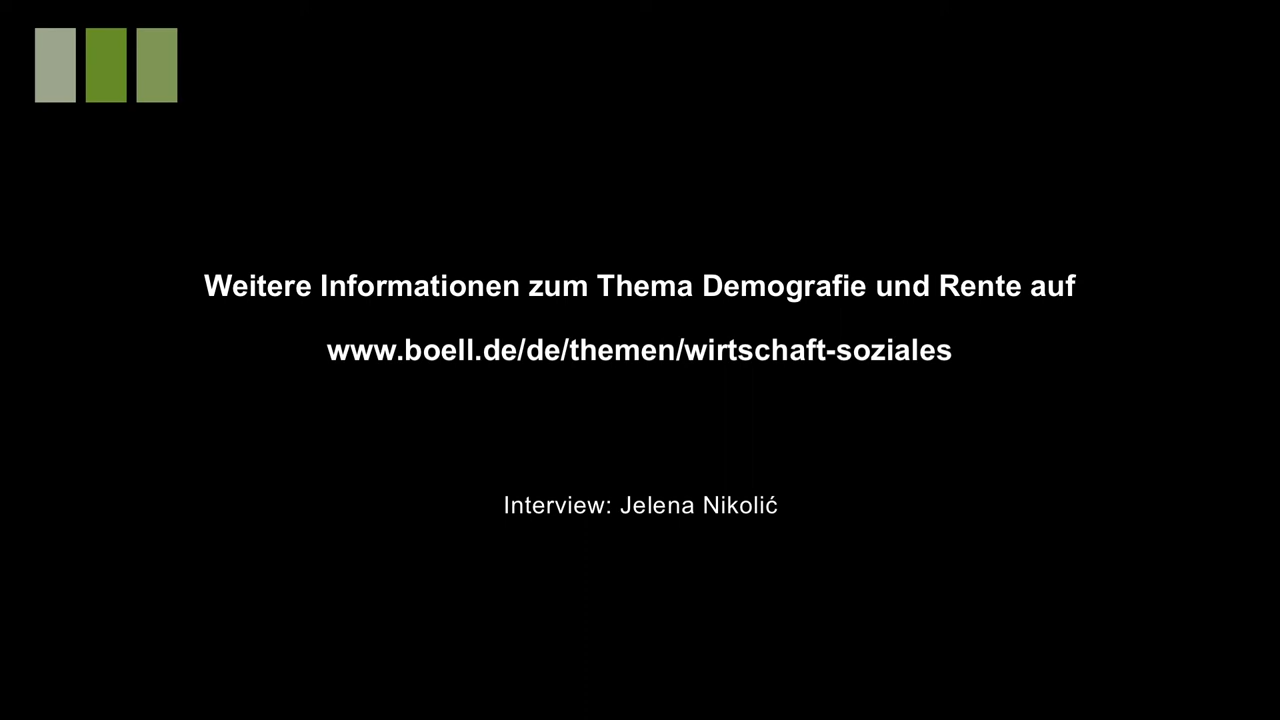 Weitere Informationen zum Thema Demografie und Rente auf
www.boell.de/de/themen/wirtschaft-soziales
Interview: Jelena Nikolić